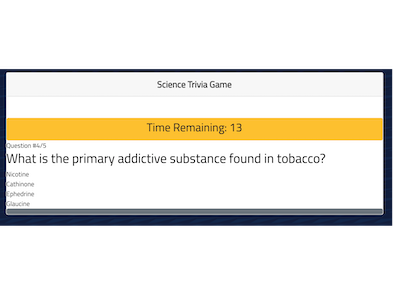 Science Trivia Game
Time Remaining: 13
Question #4/5
What is the primary addictive substance found in tobacco?
Nicotine
Cathinone
Ephedrine
Glaucine